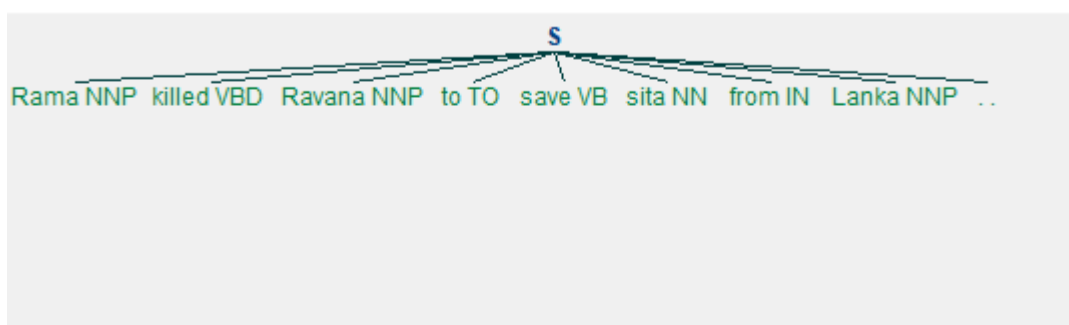 S
Rama NNP killed VBD Ravana NNP to TO save VB sita NN from IN Lanka NNP . .